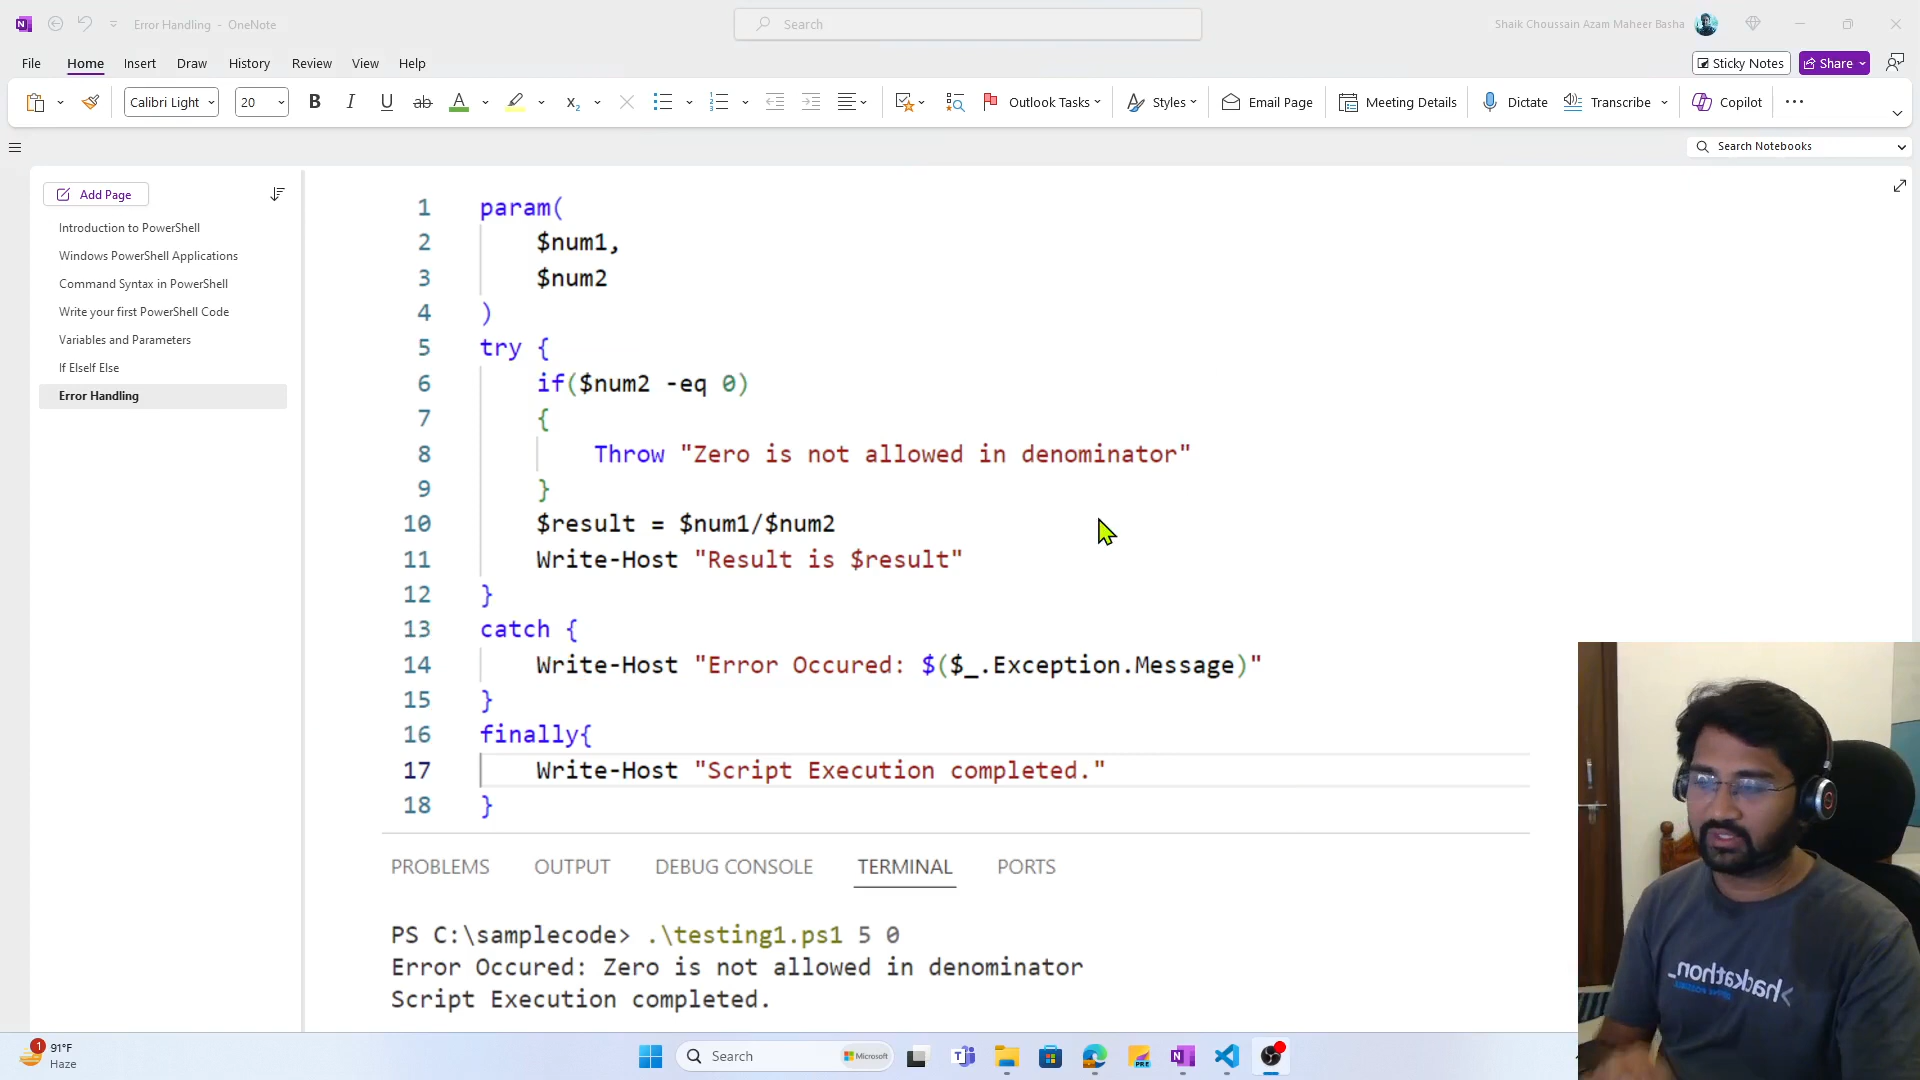 Error Handling - OneNote
Search
Shaik Choussain Azam Maheer Basha
File Home Insert Draw History Review View Help
Sticky Notes
Share
Calibri Light
20
B I U ab A
Outlook Tasks
Styles
Email Page
Meeting Details
Dictate
Transcribe
Copilot
Search Notebooks
Add Page
Introduction to PowerShell
Windows PowerShell Applications
Command Syntax in PowerShell
Write your first PowerShell Code
Variables and Parameters
If ElseIf Else
Error Handling
1 param(
2 $num1,
3 $num2
4 )
5 try {
6 if($num2 -eq 0)
7 {
8 Throw "Zero is not allowed in denominator"
9 }
10 $result = $num1/$num2
11 Write-Host "Result is $result"
12 }
13 catch {
14 Write-Host "Error Occured: $($_.Exception.Message)"
15 }
16 finally{
17 Write-Host "Script Execution completed."
18 }
PROBLEMS OUTPUT DEBUG CONSOLE TERMINAL PORTS
PS C:\samplecode> .\testing1.ps1 5 0
Error Occured: Zero is not allowed in denominator
Script Execution completed.
>hackathon_
1
91°F
Haze
Search
Microsoft
PRE